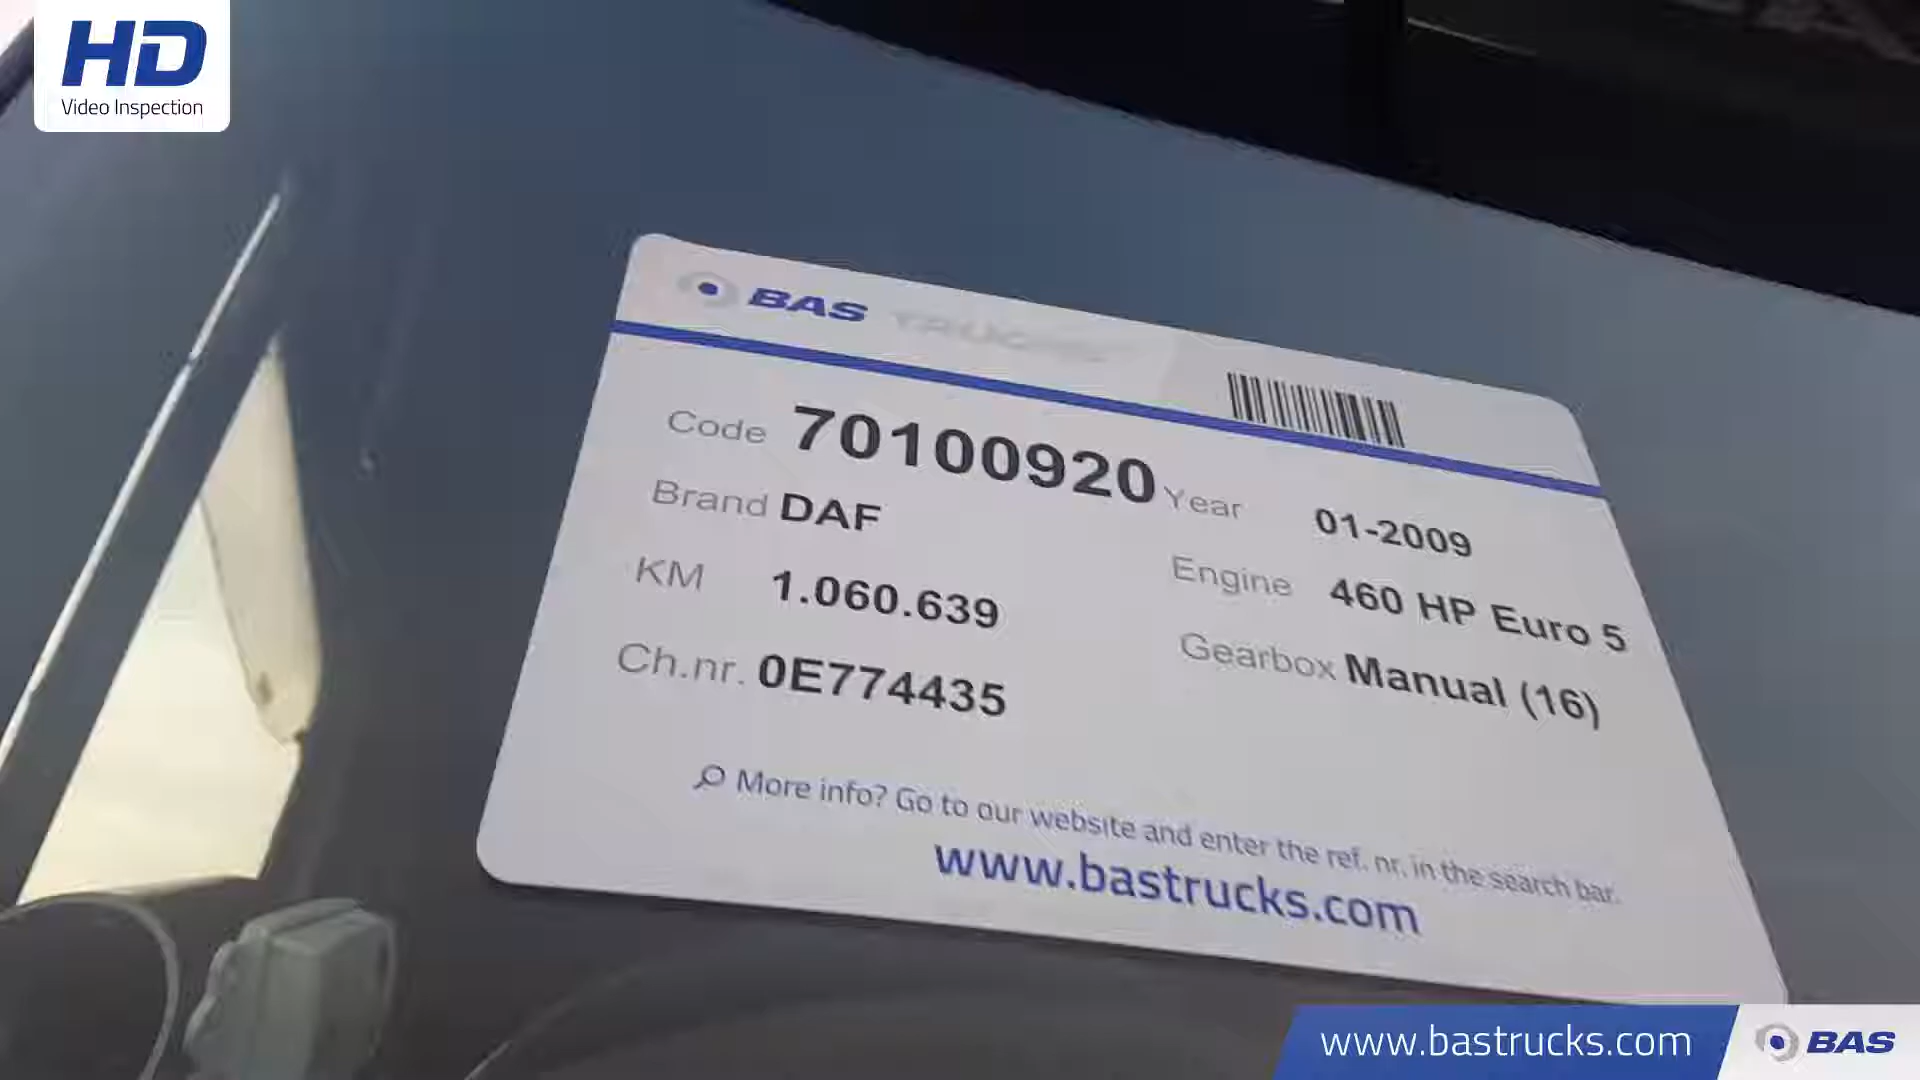 HD
Video Inspection
BAS TRUCKS
Code 70100920
Year 01-2009
Brand DAF
Engine 460 HP Euro 5
KM 1.060.639
Gearbox Manual (16)
Ch.nr. 0E774435
More info? Go to our website and enter the ref. nr. in the search bar.
www.bastrucks.com
www.bastrucks.com
BAS